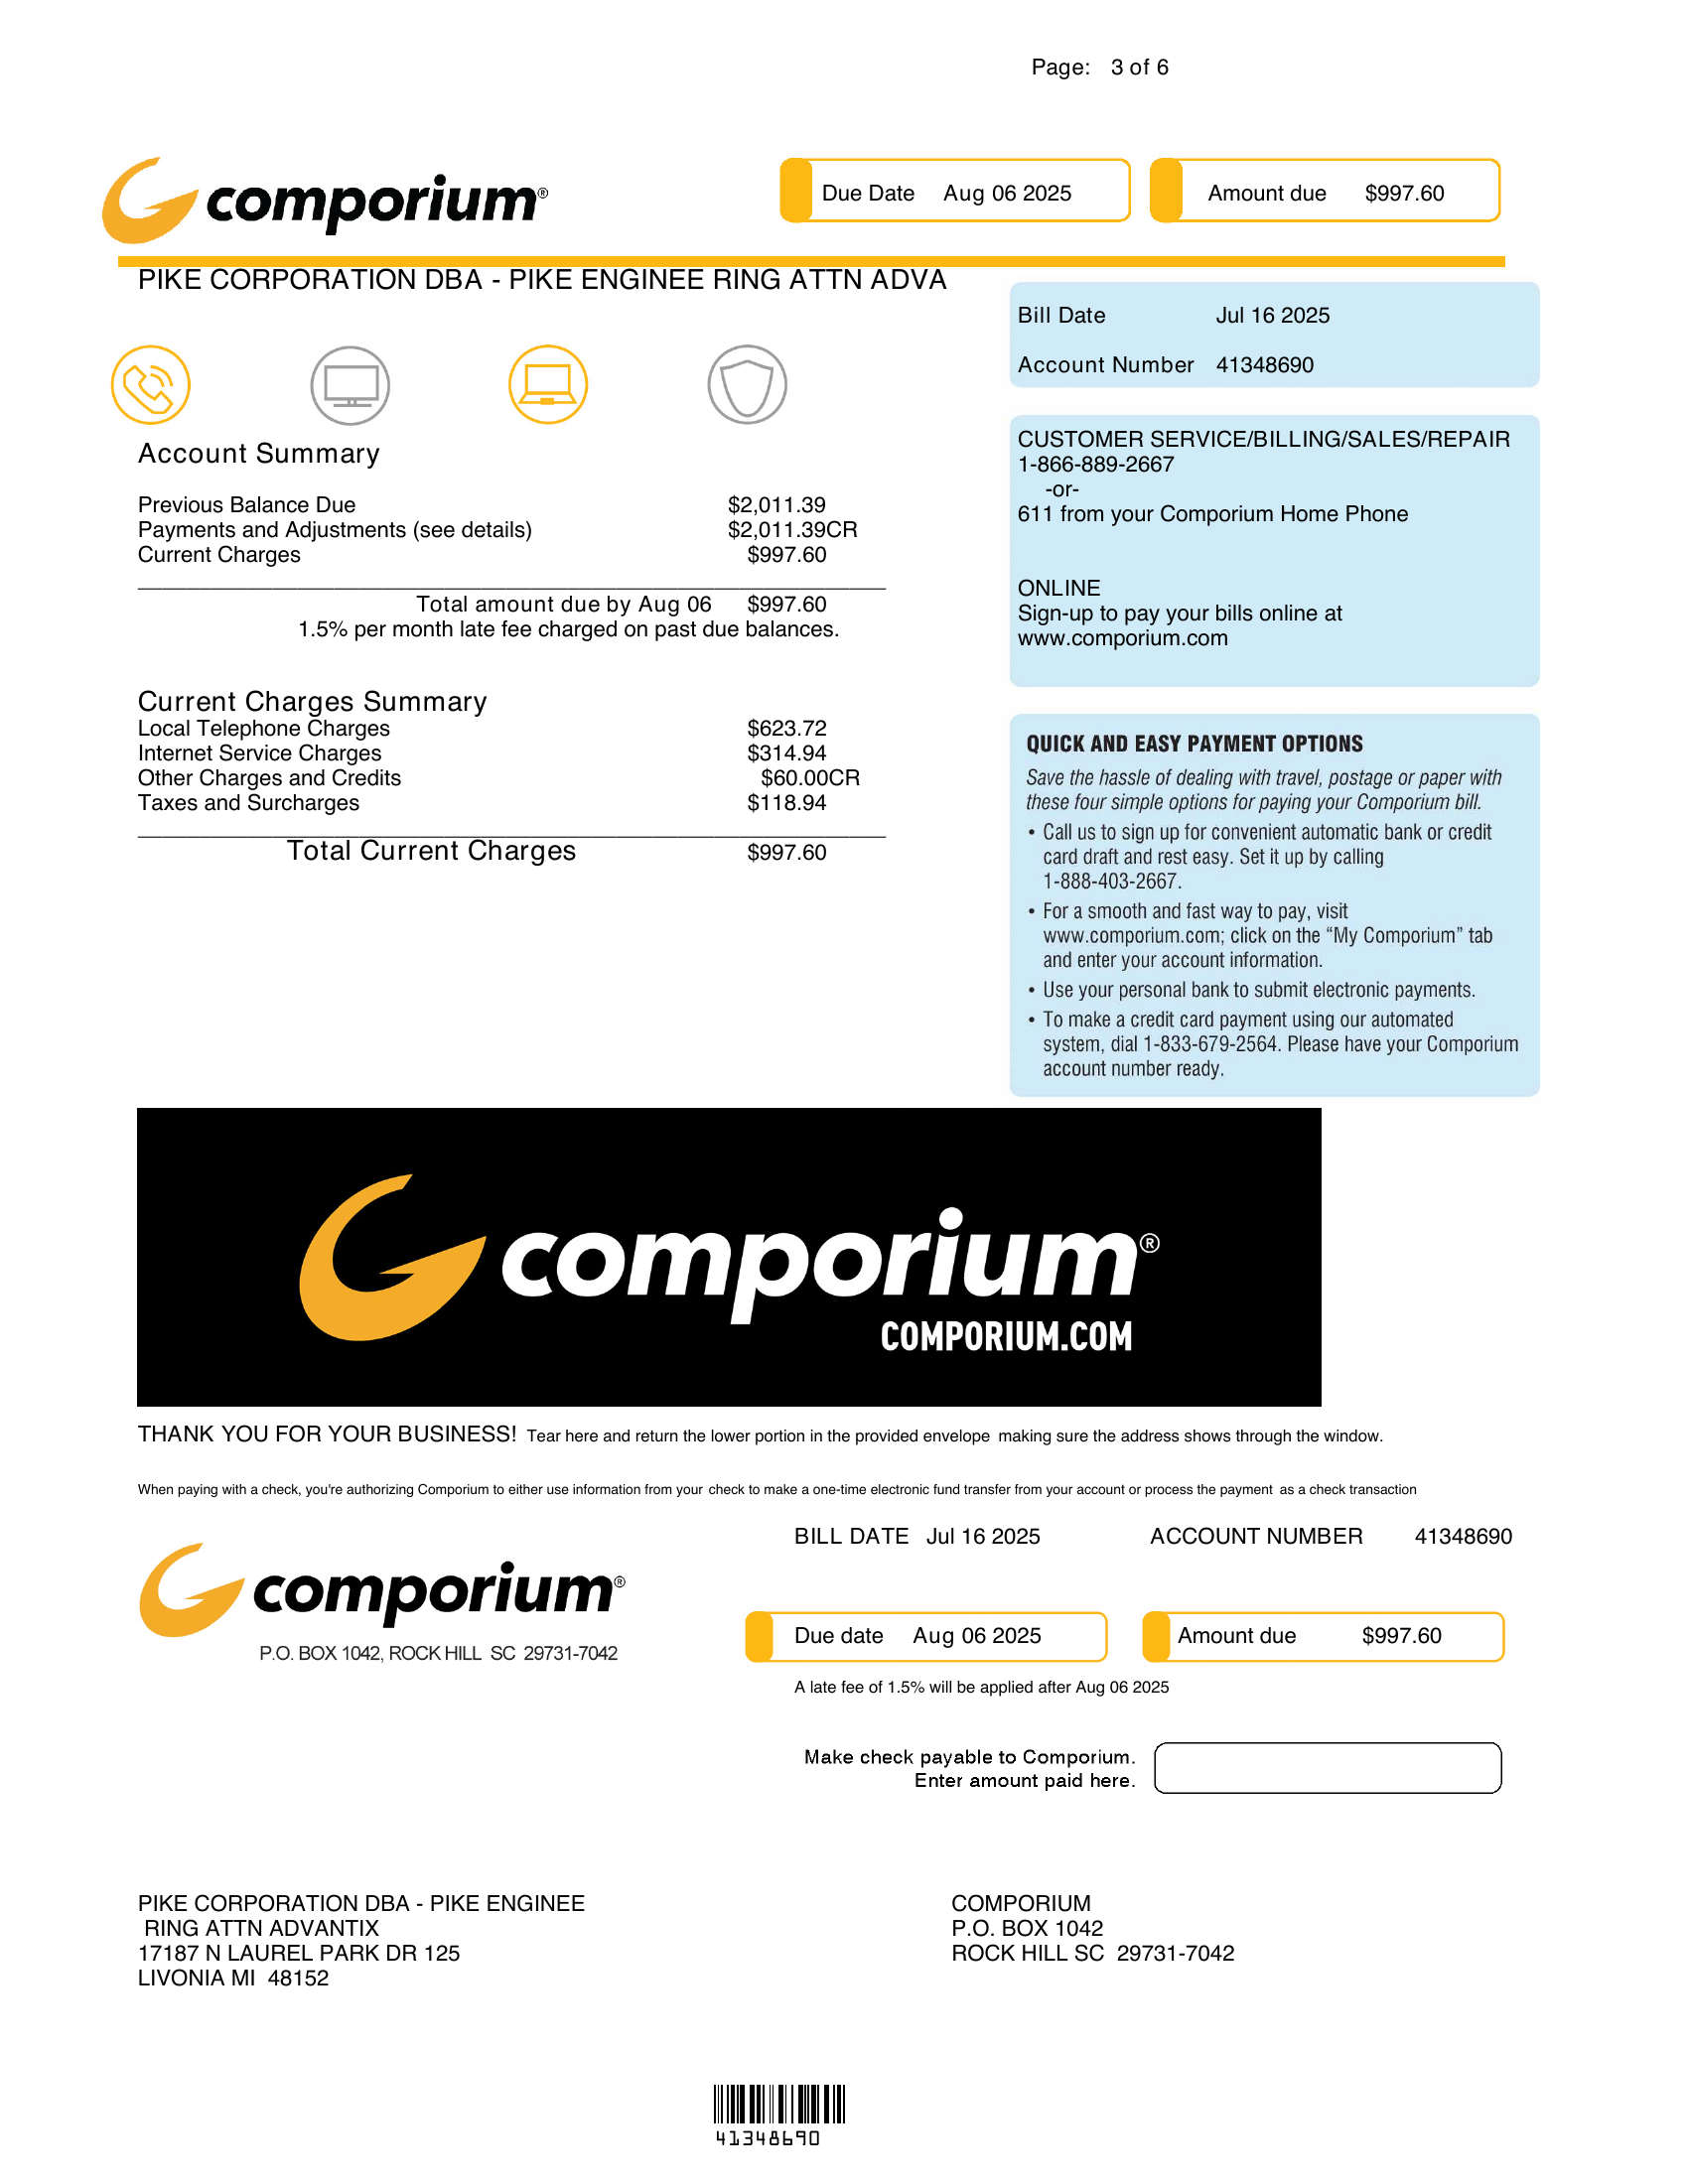 Page: 3 of 6
comporium®
Due Date Aug 06 2025
Amount due $997.60
PIKE CORPORATION DBA - PIKE ENGINEE RING ATTN ADVA
Bill Date Jul 16 2025
Account Number 41348690
Account Summary
Previous Balance Due $2,011.39
Payments and Adjustments (see details) $2,011.39CR
Current Charges $997.60
Total amount due by Aug 06 $997.60
1.5% per month late fee charged on past due balances.
Current Charges Summary
Local Telephone Charges $623.72
Internet Service Charges $314.94
Other Charges and Credits $60.00CR
Taxes and Surcharges $118.94
Total Current Charges $997.60
CUSTOMER SERVICE/BILLING/SALES/REPAIR
1-866-889-2667
-or-
611 from your Comporium Home Phone
ONLINE
Sign-up to pay your bills online at
www.comporium.com
QUICK AND EASY PAYMENT OPTIONS
Save the hassle of dealing with travel, postage or paper with
these four simple options for paying your Comporium bill.
• Call us to sign up for convenient automatic bank or credit
card draft and rest easy. Set it up by calling
1-888-403-2667.
• For a smooth and fast way to pay, visit
www.comporium.com; click on the “My Comporium” tab
and enter your account information.
• Use your personal bank to submit electronic payments.
• To make a credit card payment using our automated
system, dial 1-833-679-2564. Please have your Comporium
account number ready.
comporium®
COMPORIUM.COM
THANK YOU FOR YOUR BUSINESS! Tear here and return the lower portion in the provided envelope making sure the address shows through the window.
When paying with a check, you're authorizing Comporium to either use information from your check to make a one-time electronic fund transfer from your account or process the payment as a check transaction
BILL DATE Jul 16 2025 ACCOUNT NUMBER 41348690
comporium®
P.O. BOX 1042, ROCK HILL SC 29731-7042
Due date Aug 06 2025
Amount due $997.60
A late fee of 1.5% will be applied after Aug 06 2025
Make check payable to Comporium.
Enter amount paid here.
PIKE CORPORATION DBA - PIKE ENGINEE
RING ATTN ADVANTIX
17187 N LAUREL PARK DR 125
LIVONIA MI 48152
COMPORIUM
P.O. BOX 1042
ROCK HILL SC 29731-7042
41348690